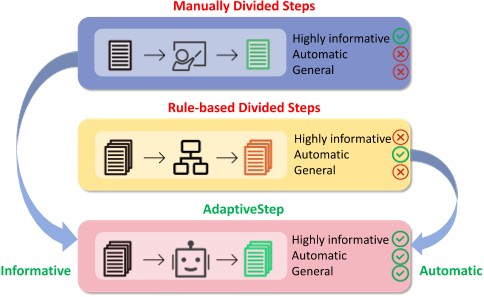 Manually Divided Steps
Highly informative
Automatic
General
Rule-based Divided Steps
Highly informative
Automatic
General
AdaptiveStep
Highly informative
Automatic
General
Informative
Automatic